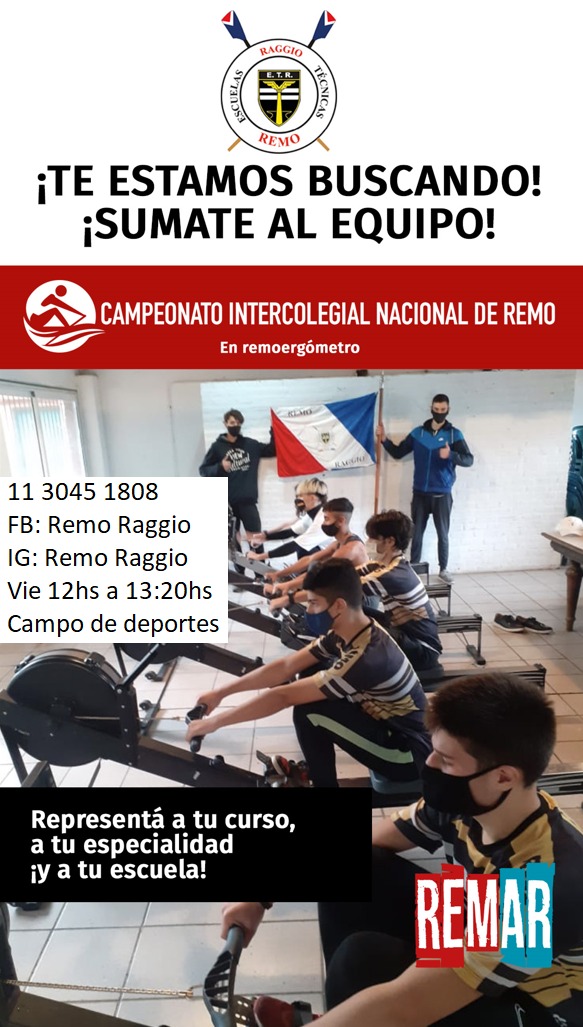 RAGGIO
ESCUELAS
TÉCNICAS
E.T.R.
REMO
¡TE ESTAMOS BUSCANDO!
¡SUMATE AL EQUIPO!
CAMPEONATO INTERCOLEGIAL NACIONAL DE REMO
En remoergómetro
REMO
RAGGIO
11 3045 1808
FB: Remo Raggio
IG: Remo Raggio
Vie 12hs a 13:20hs
Campo de deportes
Representá a tu curso,
a tu especialidad
¡y a tu escuela!
REMAR